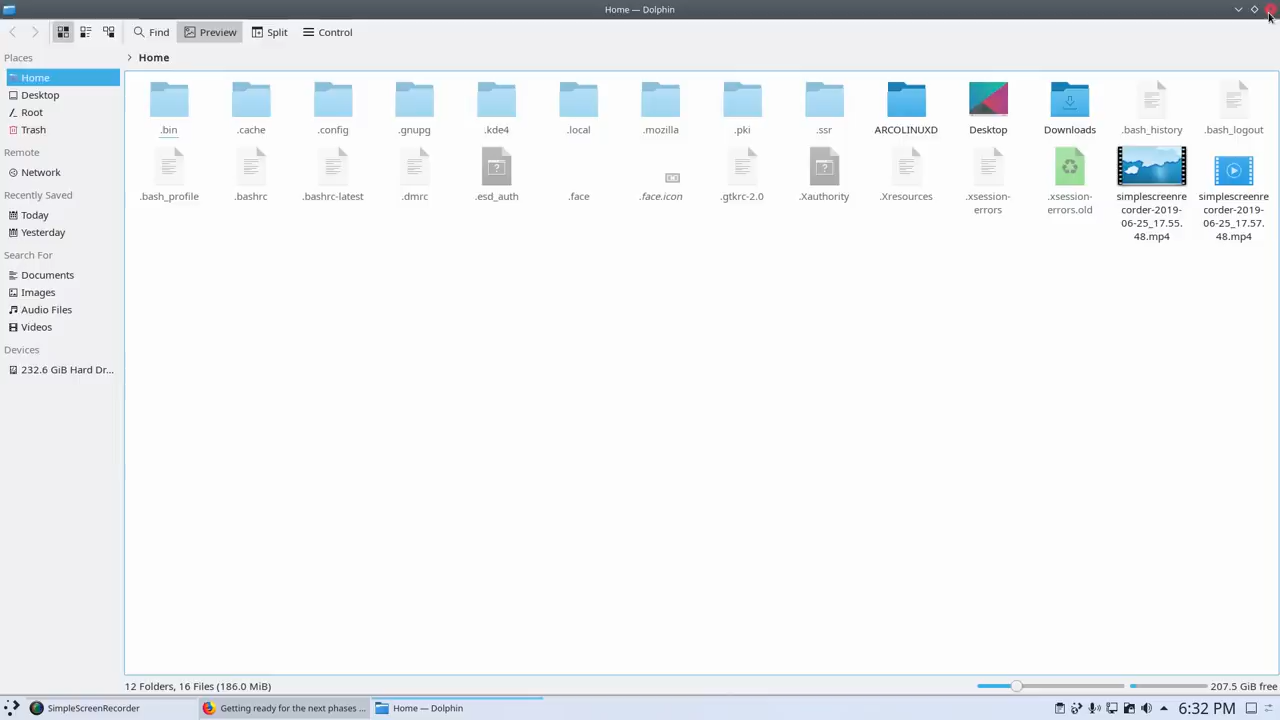 Home — Dolphin
Find
Preview
Split
Control
Places
Home
Home
Desktop
Root
Trash
Remote
Network
Recently Saved
Today
Yesterday
Search For
Documents
Images
Audio Files
Videos
Devices
232.6 GiB Hard Dr...
.bin
.cache
.config
.gnupg
.kde4
.local
.mozilla
.pki
.ssr
ARCOLINUXD
Desktop
Downloads
.bash_history
.bash_logout
.bash_profile
.bashrc
.bashrc-latest
.dmrc
.esd_auth
.face
.face.icon
.gtkrc-2.0
.Xauthority
.Xresources
.xsession-
errors
.xsession-
errors.old
simplescreenre
corder-2019-
06-25_17.55.
48.mp4
simplescreenre
corder-2019-
06-25_17.57.
48.mp4
12 Folders, 16 Files (186.0 MiB)
207.5 GiB free
SimpleScreenRecorder
Getting ready for the next phases ...
Home — Dolphin
6:32 PM